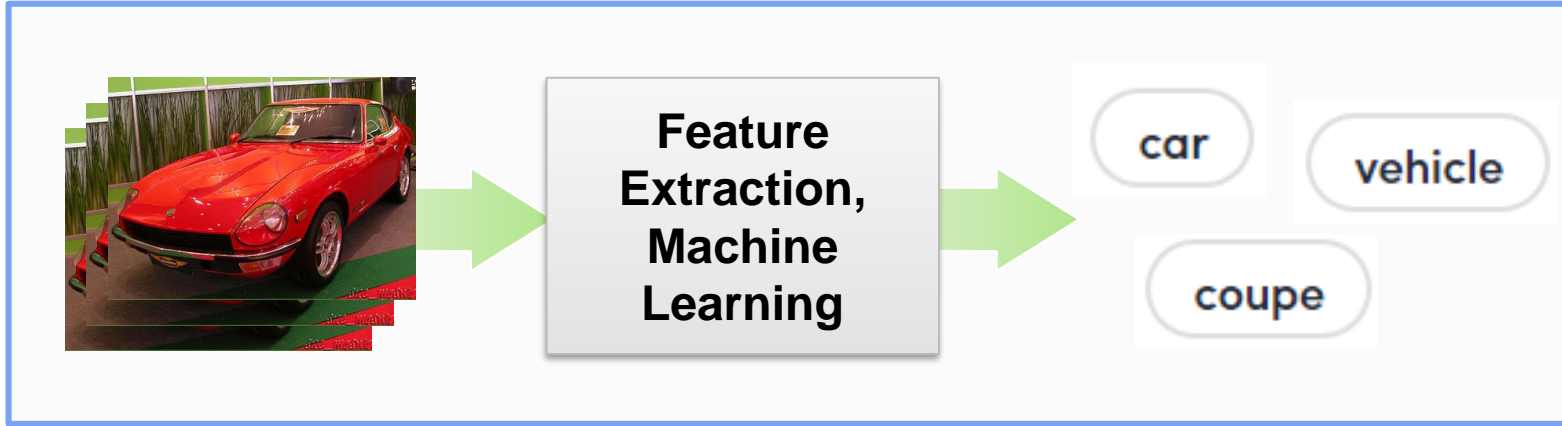 Feature
Extraction,
Machine
Learning
car
vehicle
coupe